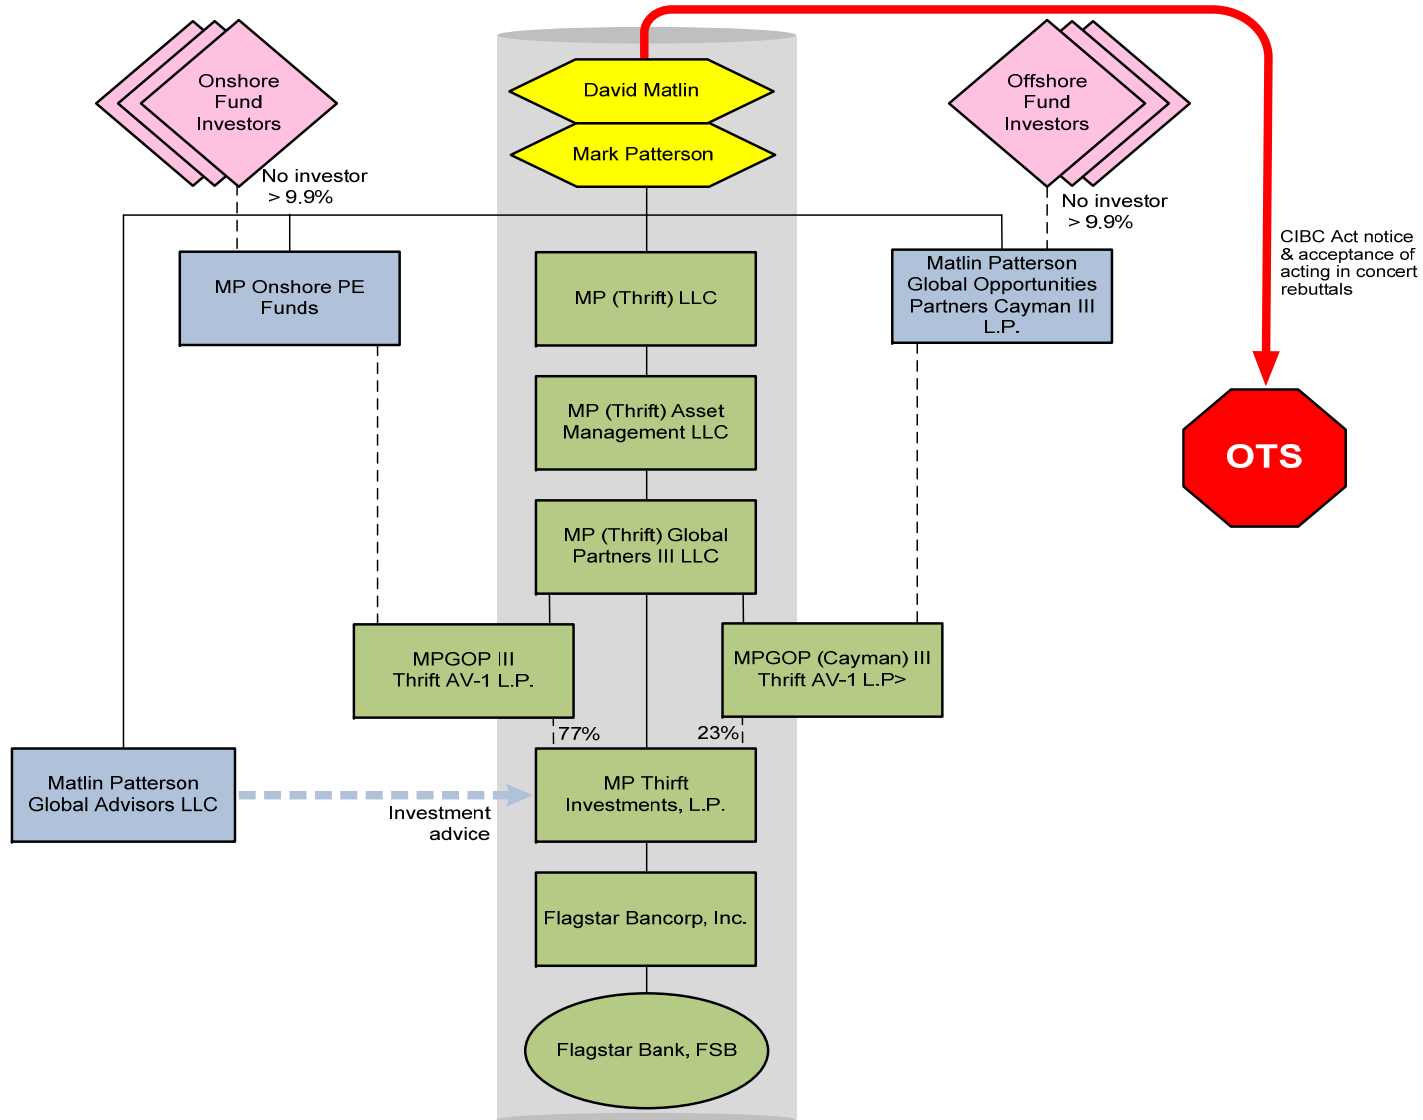 Onshore
Fund
Investors
David Matlin
Mark Patterson
Offshore
Fund
Investors
No investor
> 9.9%
No investor
> 9.9%
CIBC Act notice
& acceptance of
acting in concert
rebuttals
MP Onshore PE
Funds
MP (Thrift) LLC
Matlin Patterson
Global Opportunities
Partners Cayman III
L.P.
MP (Thrift) Asset
Management LLC
OTS
MP (Thrift) Global
Partners III LLC
MPGOP III
Thrift AV-1 L.P.
MPGOP (Cayman) III
Thrift AV-1 L.P>
77%
23%
Matlin Patterson
Global Advisors LLC
Investment
advice
MP Thirft
Investments, L.P.
Flagstar Bancorp, Inc.
Flagstar Bank, FSB